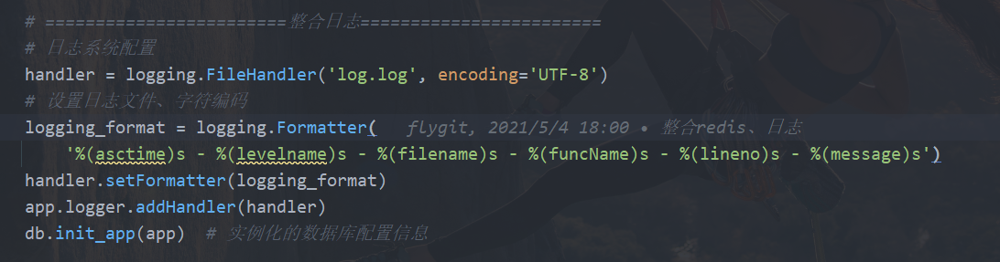 # ========================整合日志========================
# 日志系统配置
handler = logging.FileHandler('log.log', encoding='UTF-8')
# 设置日志文件、字符编码
logging_format = logging.Formatter(   flygit, 2021/5/4 18:00 • 整合redis、日志
    '%(asctime)s - %(levelname)s - %(filename)s - %(funcName)s - %(lineno)s - %(message)s')
handler.setFormatter(logging_format)
app.logger.addHandler(handler)
db.init_app(app)  # 实例化的数据库配置信息